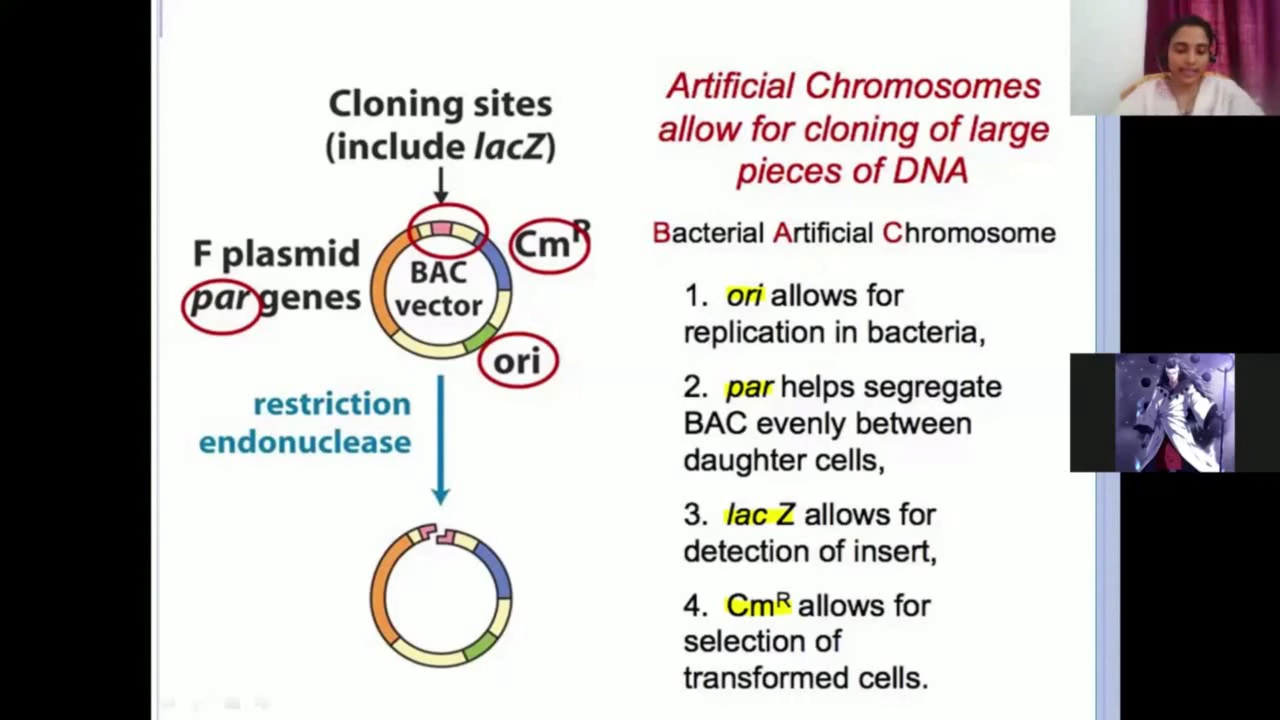 Cloning sites
(include lacZ)
F plasmid
par genes
BAC
vector
Cmᴿ
ori
restriction
endonuclease
Artificial Chromosomes
allow for cloning of large
pieces of DNA
Bacterial Artificial Chromosome
1. ori allows for
replication in bacteria,
2. par helps segregate
BAC evenly between
daughter cells,
3. lac Z allows for
detection of insert,
4. Cmᴿ allows for
selection of
transformed cells.